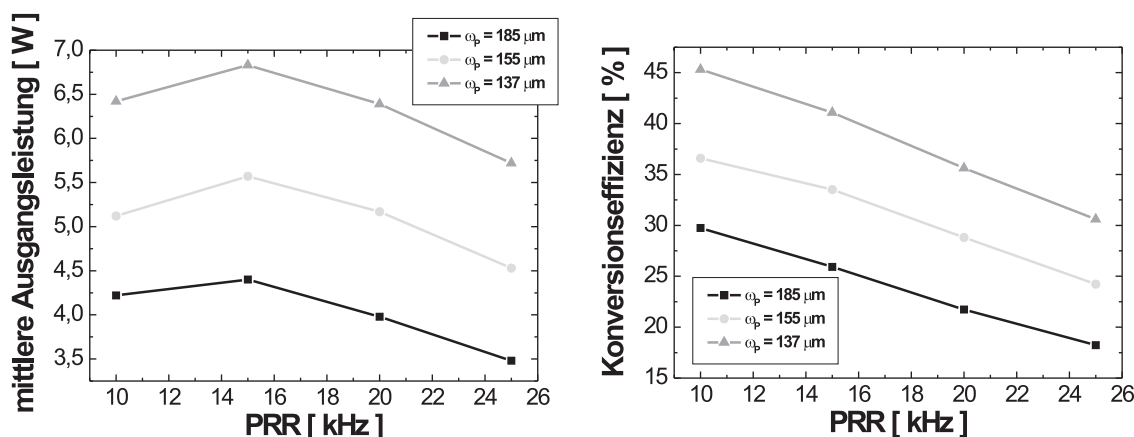 mittlere Ausgangsleistung [ W ]
7,0
6,5
6,0
5,5
5,0
4,5
4,0
3,5
ωP = 185 µm
ωP = 155 µm
ωP = 137 µm
10 12 14 16 18 20 22 24 26
PRR [ kHz ]
Konversionseffizienz [ % ]
45
40
35
30
25
20
15
ωP = 185 µm
ωP = 155 µm
ωP = 137 µm
10 12 14 16 18 20 22 24 26
PRR [ kHz ]